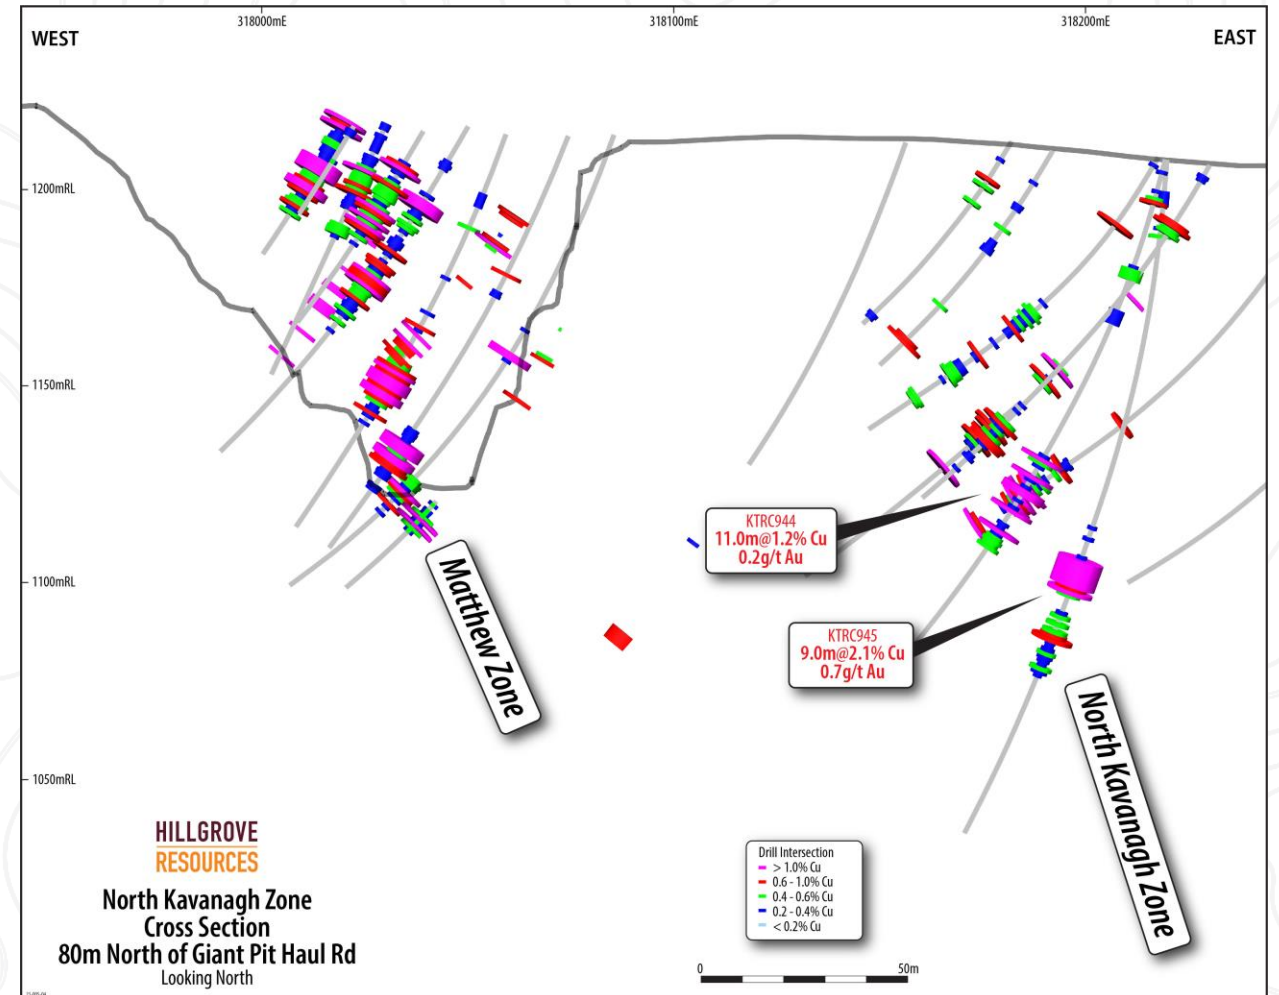 318000mE
318100mE
318200mE
WEST
EAST
1200mRL
1150mRL
1100mRL
1050mRL
KTRC944
11.0m@1.2% Cu
0.2g/t Au
KTRC945
9.0m@2.1% Cu
0.7g/t Au
Matthew Zone
North Kavanagh Zone
HILLGROVE
RESOURCES
North Kavanagh Zone
Cross Section
80m North of Giant Pit Haul Rd
Looking North
Drill Intersection
> 1.0% Cu
0.6 - 1.0% Cu
0.4 - 0.6% Cu
0.2 - 0.4% Cu
< 0.2% Cu
0
50m